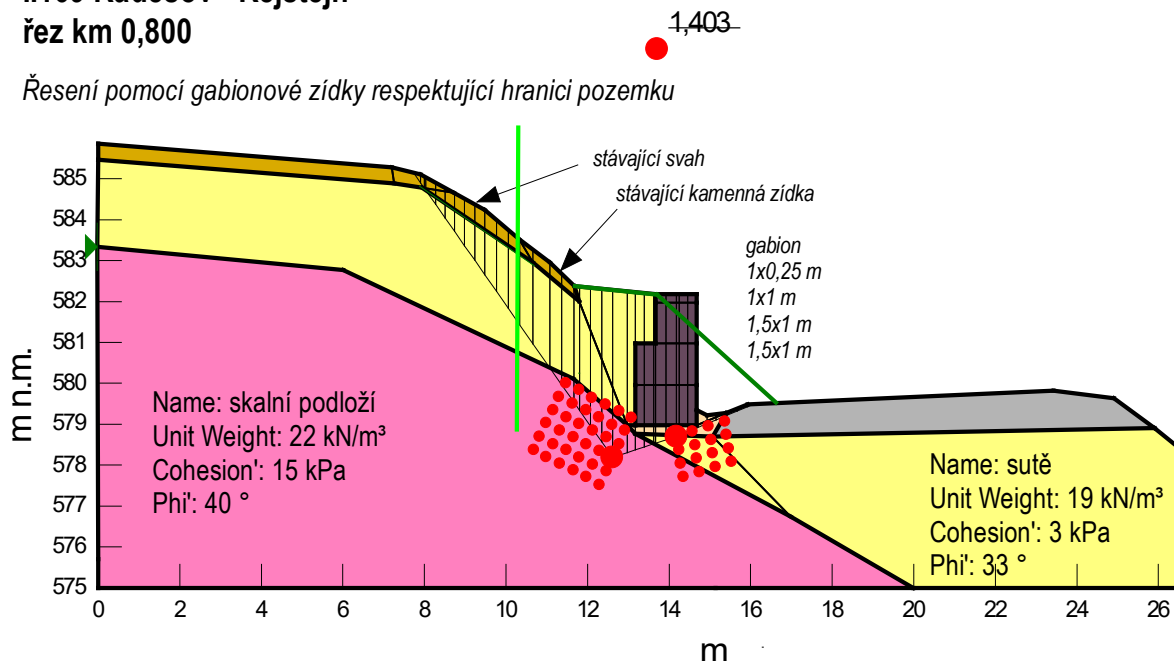 řez km 0,800
1,403
Řesení pomocí gabionové zídky respektující hranici pozemku
stávající svah
stávající kamenná zídka
gabion
1x0,25 m
1x1 m
1,5x1 m
1,5x1 m
585
584
583
582
581
580
579
578
577
576
575
m n.m.
Name: skalní podloží
Unit Weight: 22 kN/m³
Cohesion': 15 kPa
Phi': 40 °
Name: sutě
Unit Weight: 19 kN/m³
Cohesion': 3 kPa
Phi': 33 °
0 2 4 6 8 10 12 14 16 18 20 22 24 26
m